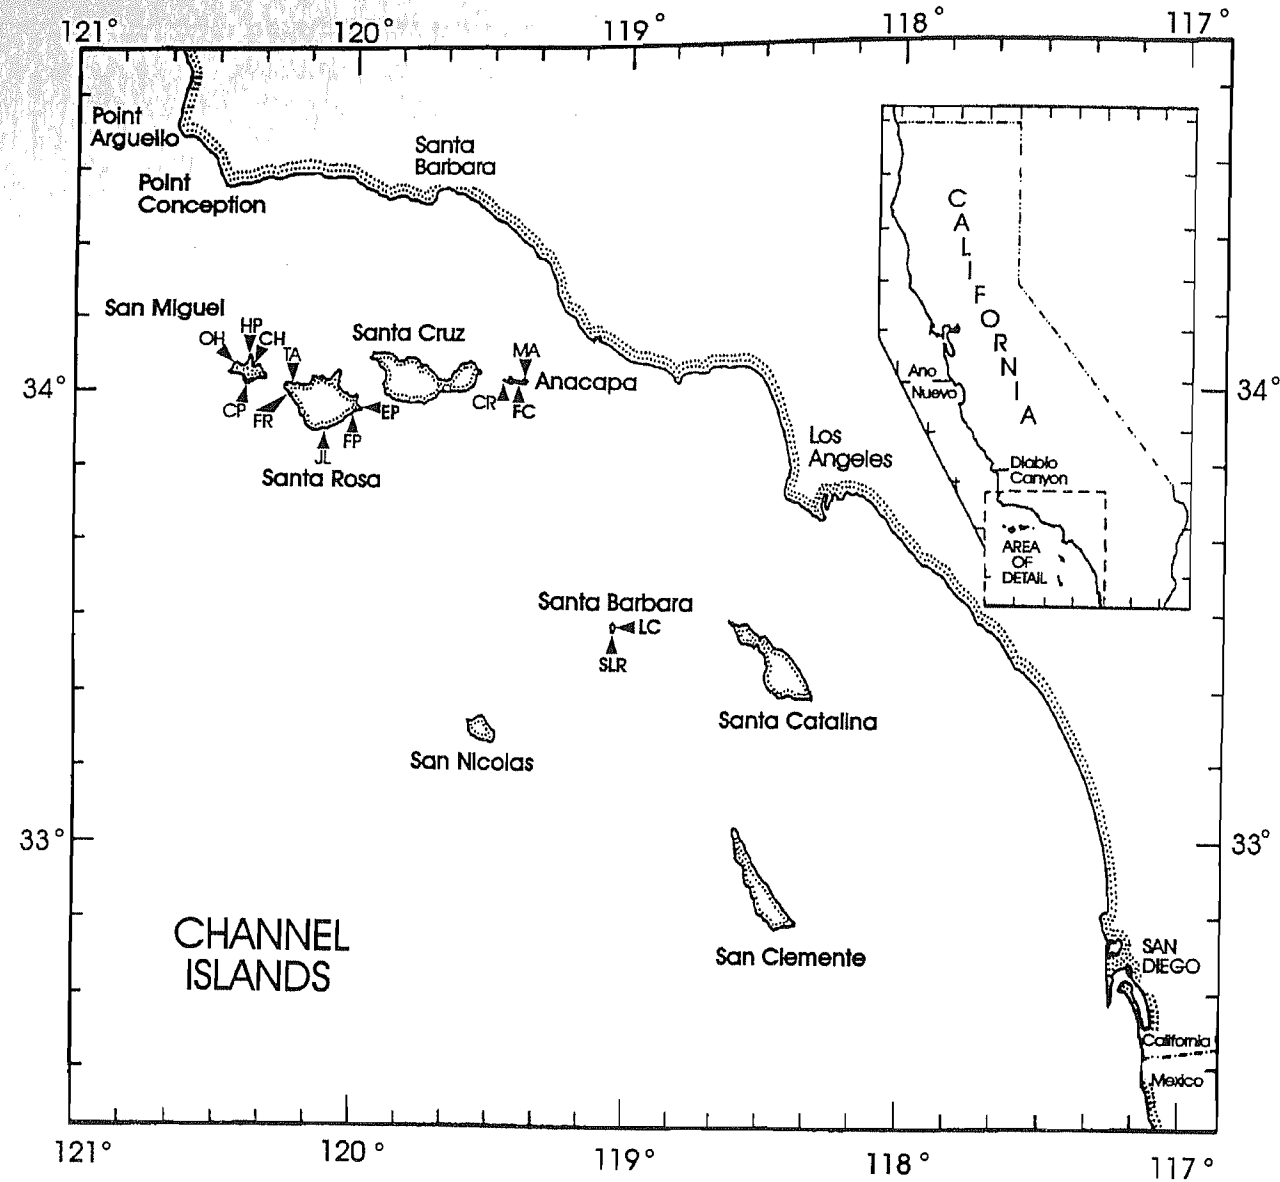 121°
120°
119°
118°
117°
Point
Arguello
Point
Conception
Santa
Barbara
San Miguel
HP
OH
CH
TA
Santa Cruz
MA
Anacapa
34°
34°
CP
FR
EP
CR
FC
FP
JL
Santa Rosa
Los
Angeles
CALIFORNIA
Ano
Nuevo
Diablo
Canyon
AREA
OF
DETAIL
Santa Barbara
LC
SLR
Santa Catalina
San Nicolas
33°
33°
CHANNEL
ISLANDS
San Clemente
SAN
DIEGO
California
Mexico
121°
120°
119°
118°
117°